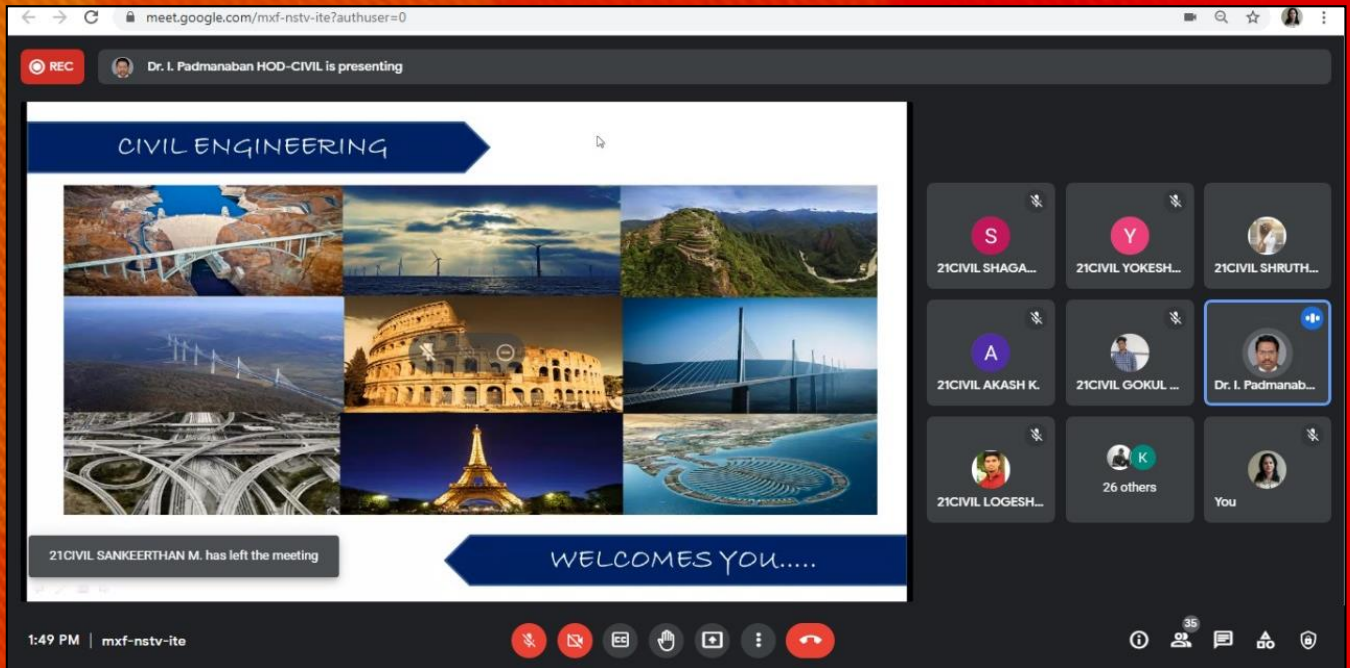 meet.google.com/mxf-nstv-ite?authuser=0
REC
Dr. I. Padmanaban HOD-CIVIL is presenting
CIVIL ENGINEERING
S
Y
21CIVIL SHAGA...
21CIVIL YOKESH...
21CIVIL SHRUTH...
A
21CIVIL AKASH K.
21CIVIL GOKUL ...
Dr. I. Padmanab...
K
21CIVIL LOGESH...
26 others
You
21CIVIL SANKEERTHAN M. has left the meeting
WELCOMES YOU.....
1:49 PM | mxf-nstv-ite
CC
35